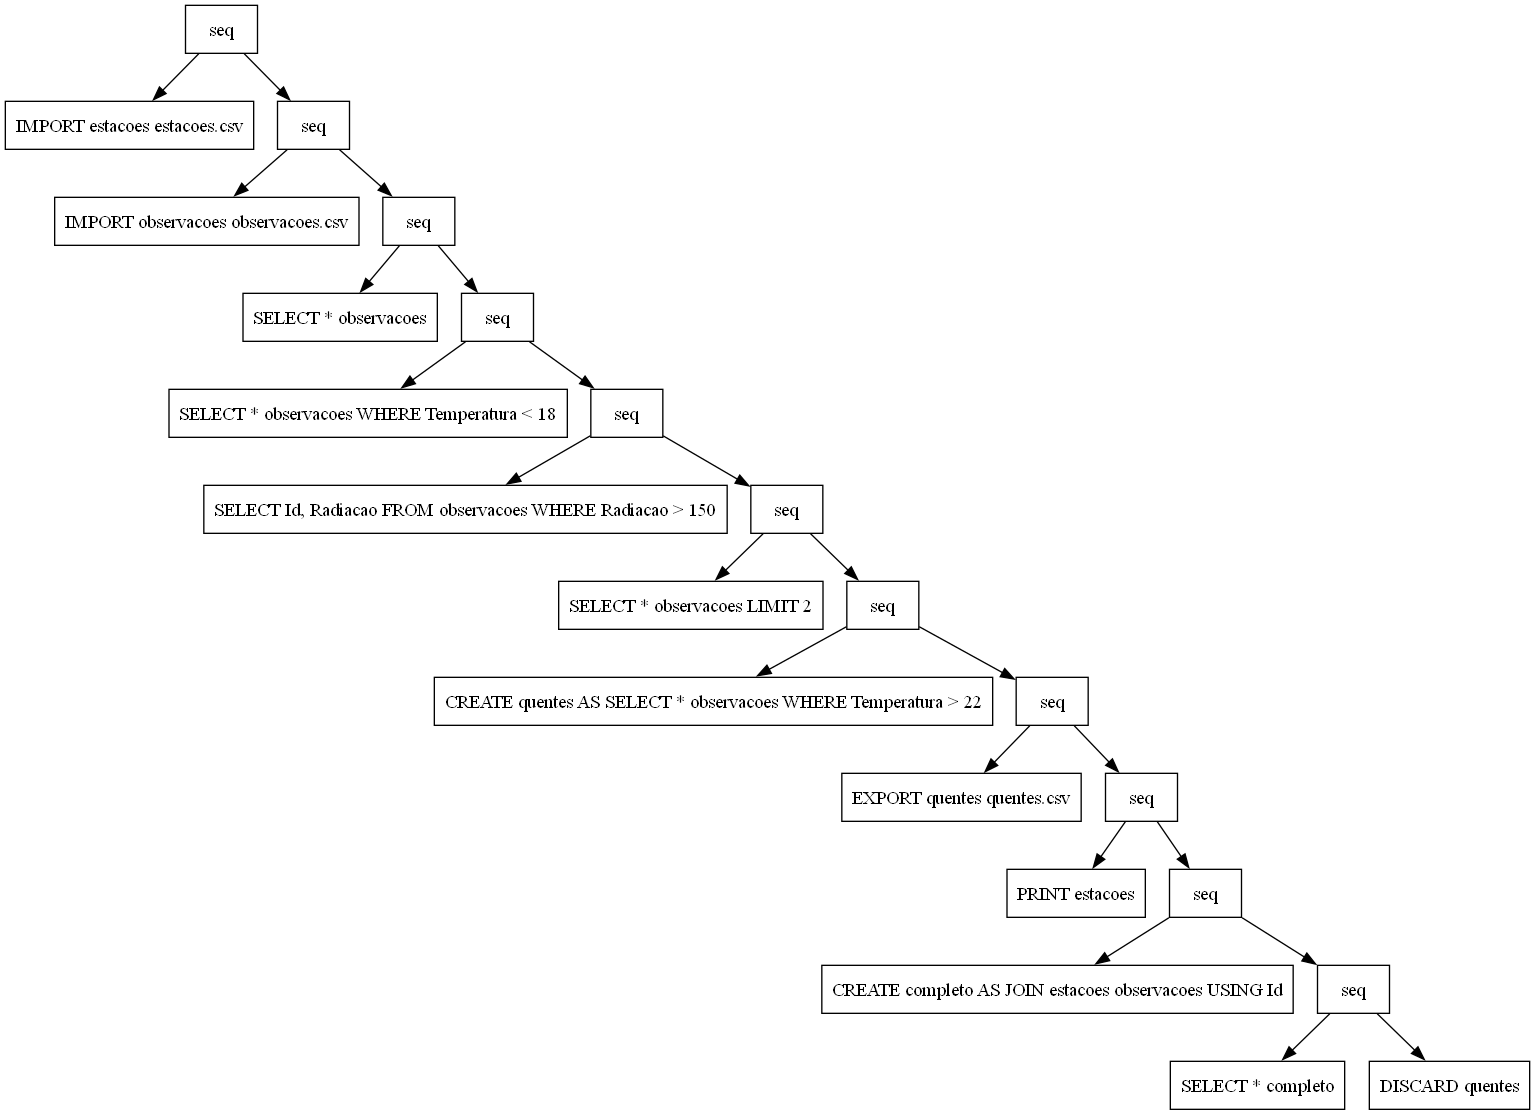 seq
IMPORT estacoes estacoes.csv
seq
IMPORT observacoes observacoes.csv
seq
SELECT * observacoes
seq
SELECT * observacoes WHERE Temperatura < 18
seq
SELECT Id, Radiacao FROM observacoes WHERE Radiacao > 150
seq
SELECT * observacoes LIMIT 2
seq
CREATE quentes AS SELECT * observacoes WHERE Temperatura > 22
seq
EXPORT quentes quentes.csv
seq
PRINT estacoes
seq
CREATE completo AS JOIN estacoes observacoes USING Id
seq
SELECT * completo
DISCARD quentes